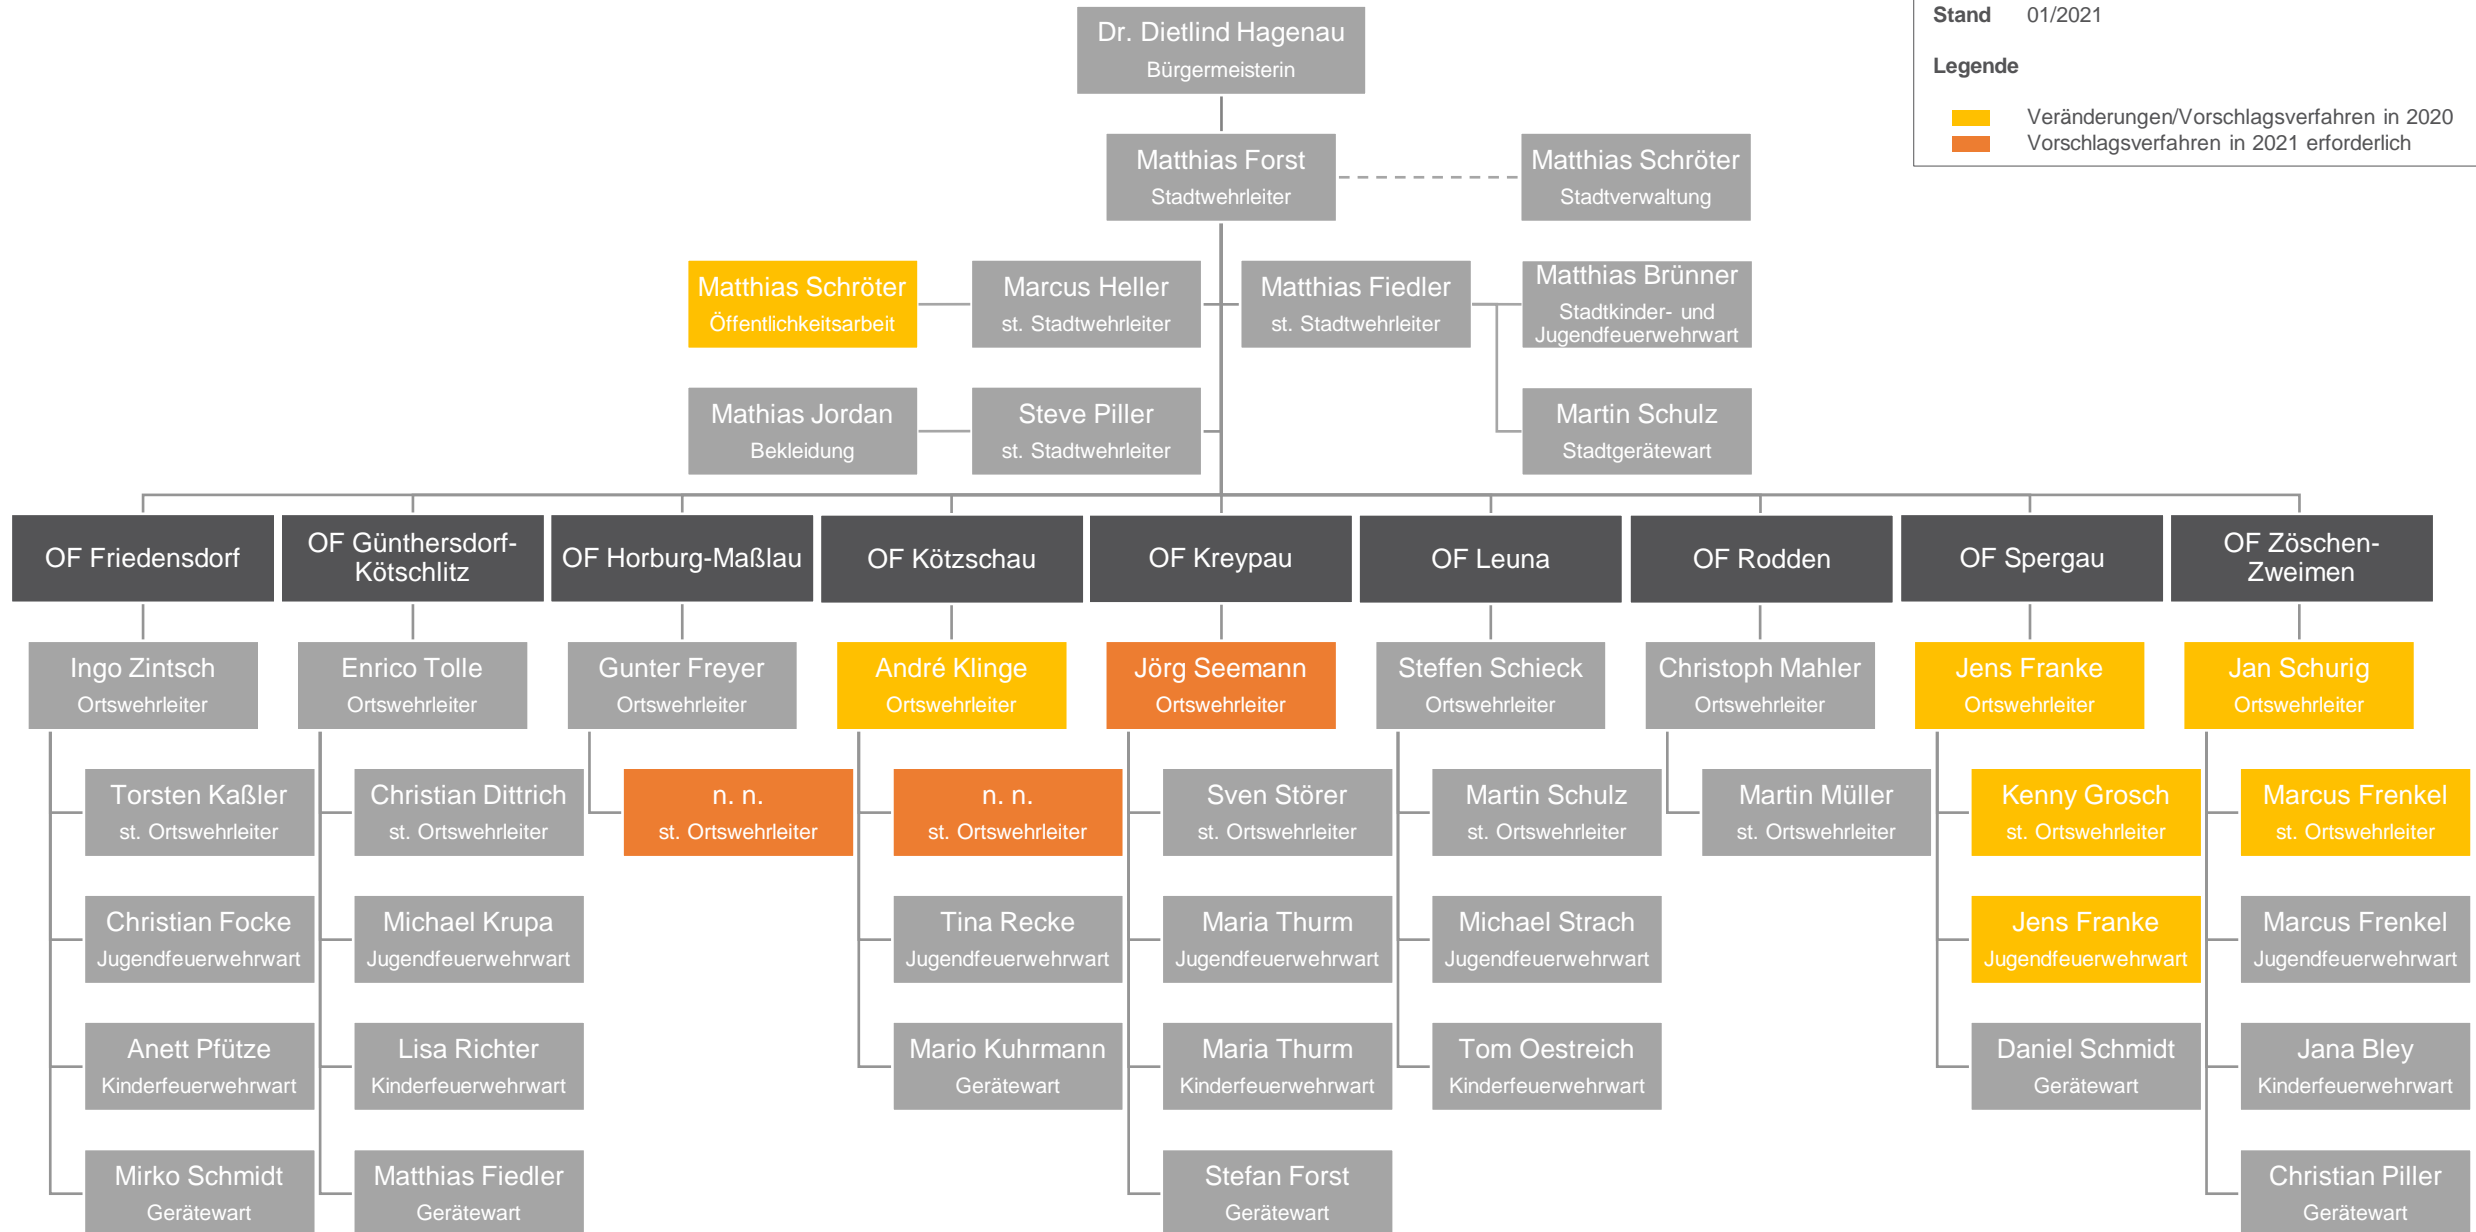 Stand 01/2021
Legende
Veränderungen/Vorschlagsverfahren in 2020
Vorschlagsverfahren in 2021 erforderlich
Dr. Dietlind Hagenau
Bürgermeisterin
Matthias Forst
Stadtwehrleiter
Matthias Schröter
Stadtverwaltung
Matthias Schröter
Öffentlichkeitsarbeit
Marcus Heller
st. Stadtwehrleiter
Matthias Fiedler
st. Stadtwehrleiter
Matthias Brünner
Stadtkinder- und
Jugendfeuerwehrwart
Mathias Jordan
Bekleidung
Steve Piller
st. Stadtwehrleiter
Martin Schulz
Stadtgerätewart
OF Friedensdorf
Ingo Zintsch
Ortswehrleiter
Torsten Kaßler
st. Ortswehrleiter
Christian Focke
Jugendfeuerwehrwart
Anett Pfütze
Kinderfeuerwehrwart
Mirko Schmidt
Gerätewart
OF Günthersdorf-
Kötschlitz
Enrico Tolle
Ortswehrleiter
Christian Dittrich
st. Ortswehrleiter
Michael Krupa
Jugendfeuerwehrwart
Lisa Richter
Kinderfeuerwehrwart
Matthias Fiedler
Gerätewart
OF Horburg-Maßlau
Gunter Freyer
Ortswehrleiter
n. n.
st. Ortswehrleiter
OF Kötzschau
André Klinge
Ortswehrleiter
n. n.
st. Ortswehrleiter
Tina Recke
Jugendfeuerwehrwart
Mario Kuhrmann
Gerätewart
OF Kreypau
Jörg Seemann
Ortswehrleiter
Sven Störer
st. Ortswehrleiter
Maria Thurm
Jugendfeuerwehrwart
Maria Thurm
Kinderfeuerwehrwart
Stefan Forst
Gerätewart
OF Leuna
Steffen Schieck
Ortswehrleiter
Martin Schulz
st. Ortswehrleiter
Michael Strach
Jugendfeuerwehrwart
Tom Oestreich
Kinderfeuerwehrwart
OF Rodden
Christoph Mahler
Ortswehrleiter
Martin Müller
st. Ortswehrleiter
OF Spergau
Jens Franke
Ortswehrleiter
Kenny Grosch
st. Ortswehrleiter
Jens Franke
Jugendfeuerwehrwart
Daniel Schmidt
Gerätewart
OF Zöschen-
Zweimen
Jan Schurig
Ortswehrleiter
Marcus Frenkel
st. Ortswehrleiter
Marcus Frenkel
Jugendfeuerwehrwart
Jana Bley
Kinderfeuerwehrwart
Christian Piller
Gerätewart